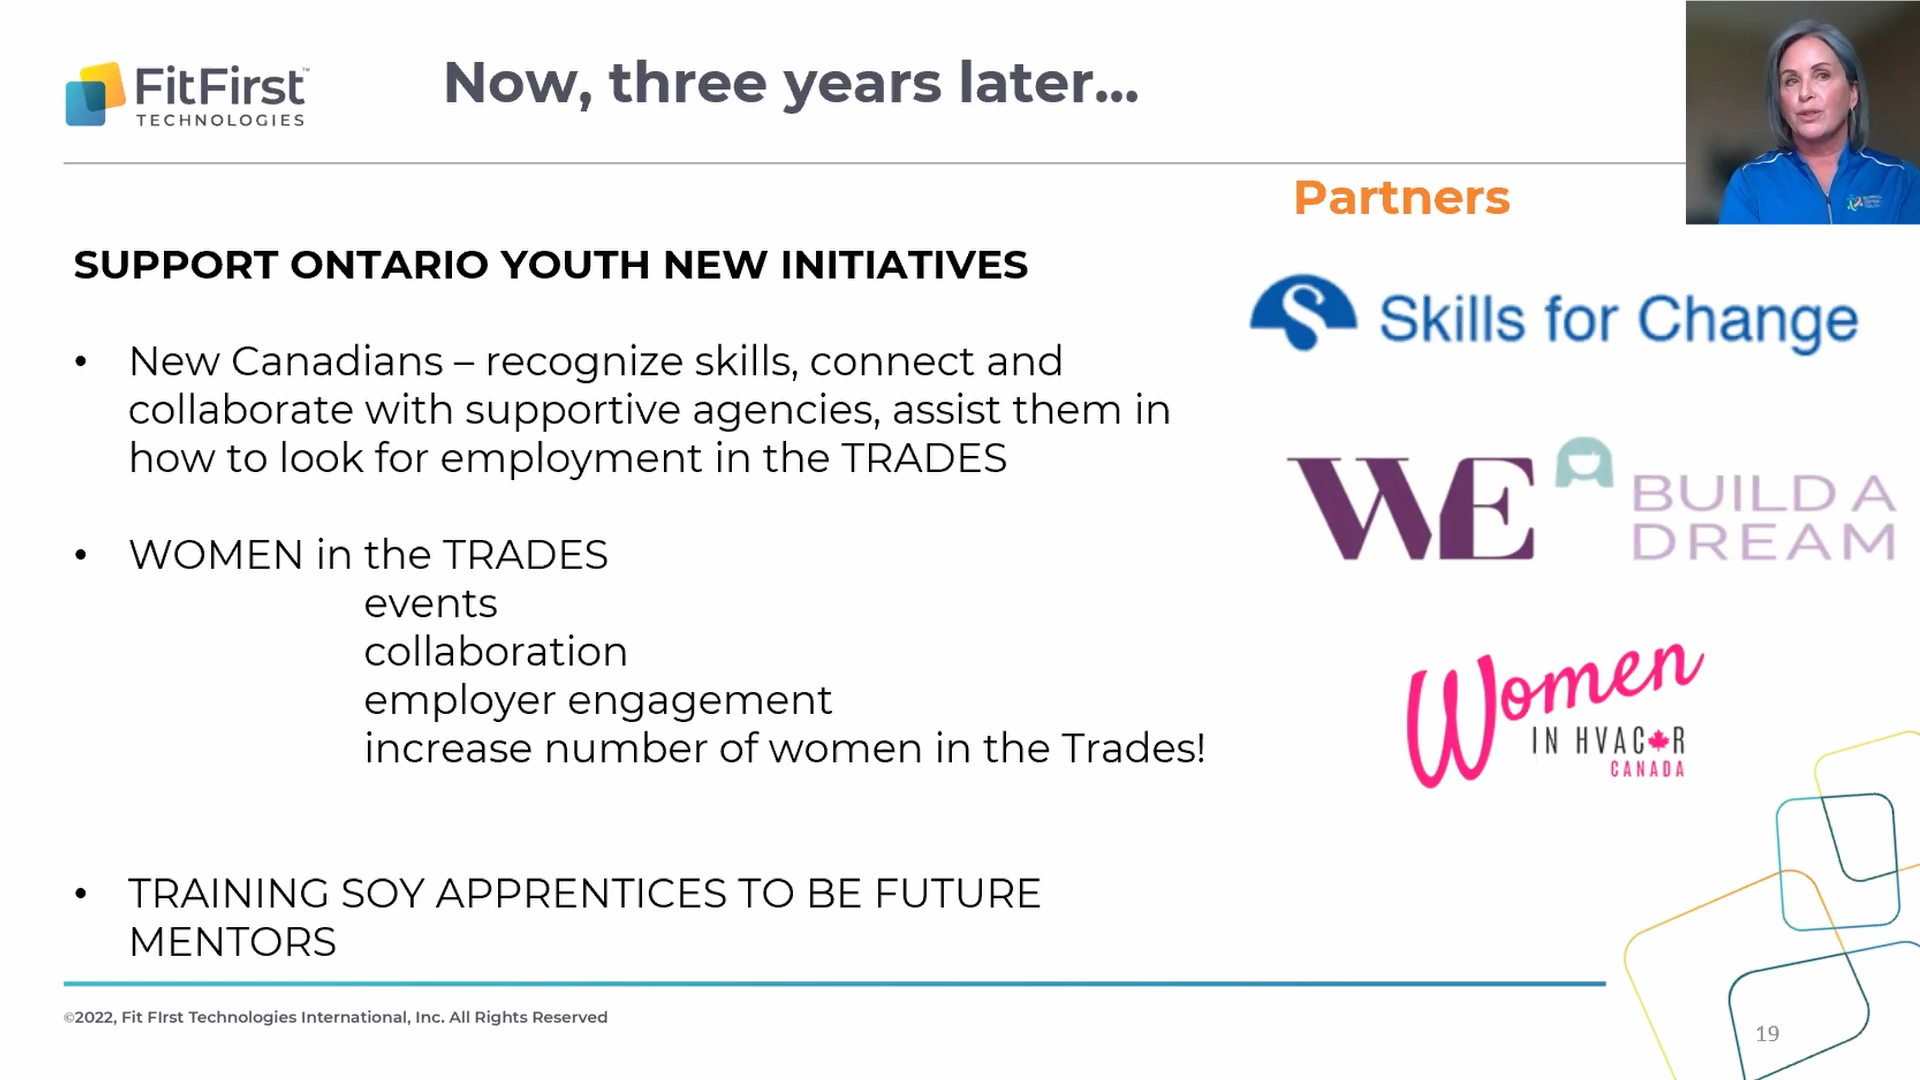 FitFirst™
TECHNOLOGIES
Now, three years later...
Partners
SUPPORT ONTARIO YOUTH NEW INITIATIVES
• New Canadians – recognize skills, connect and
collaborate with supportive agencies, assist them in
how to look for employment in the TRADES
• WOMEN in the TRADES
events
collaboration
employer engagement
increase number of women in the Trades!
• TRAINING SOY APPRENTICES TO BE FUTURE
MENTORS
Skills for Change
WE BUILD A
DREAM
Women
IN HVAC R
CANADA
©2022, Fit FIrst Technologies International, Inc. All Rights Reserved
19